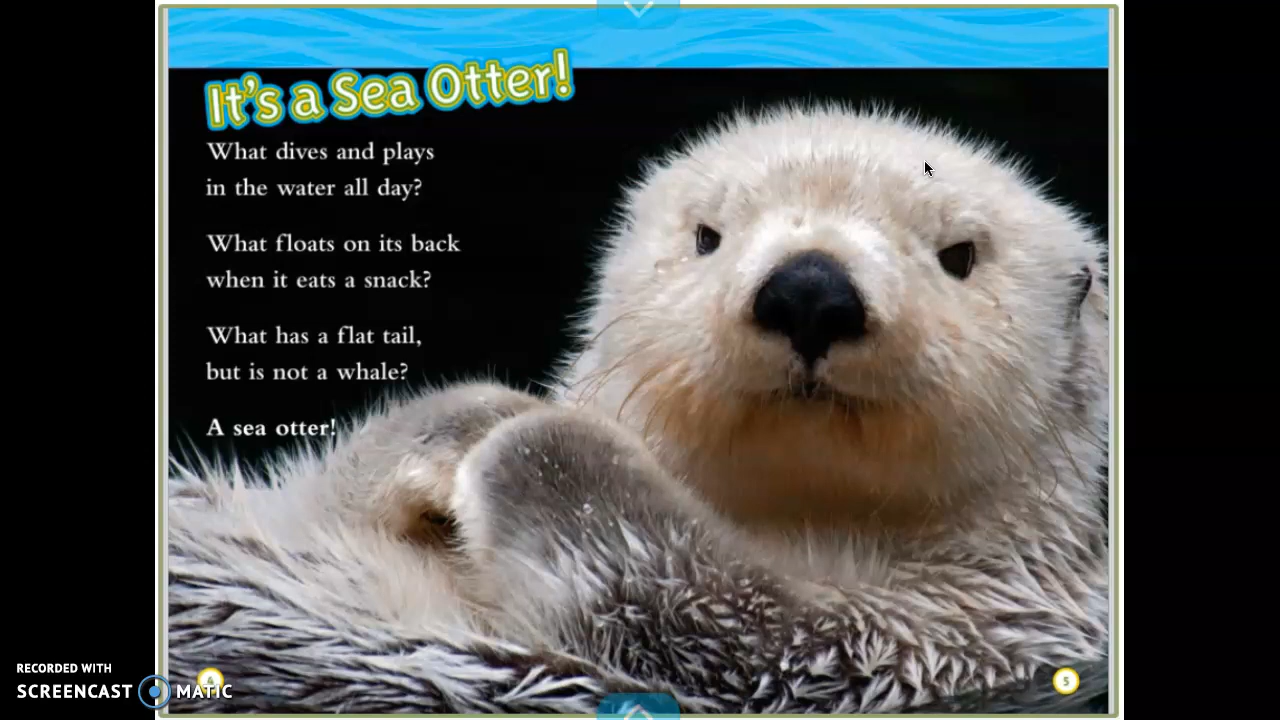 It's a Sea Otter!
What dives and plays
in the water all day?
What floats on its back
when it eats a snack?
What has a flat tail,
but is not a whale?
A sea otter!
4
5
RECORDED WITH
SCREENCAST MATIC